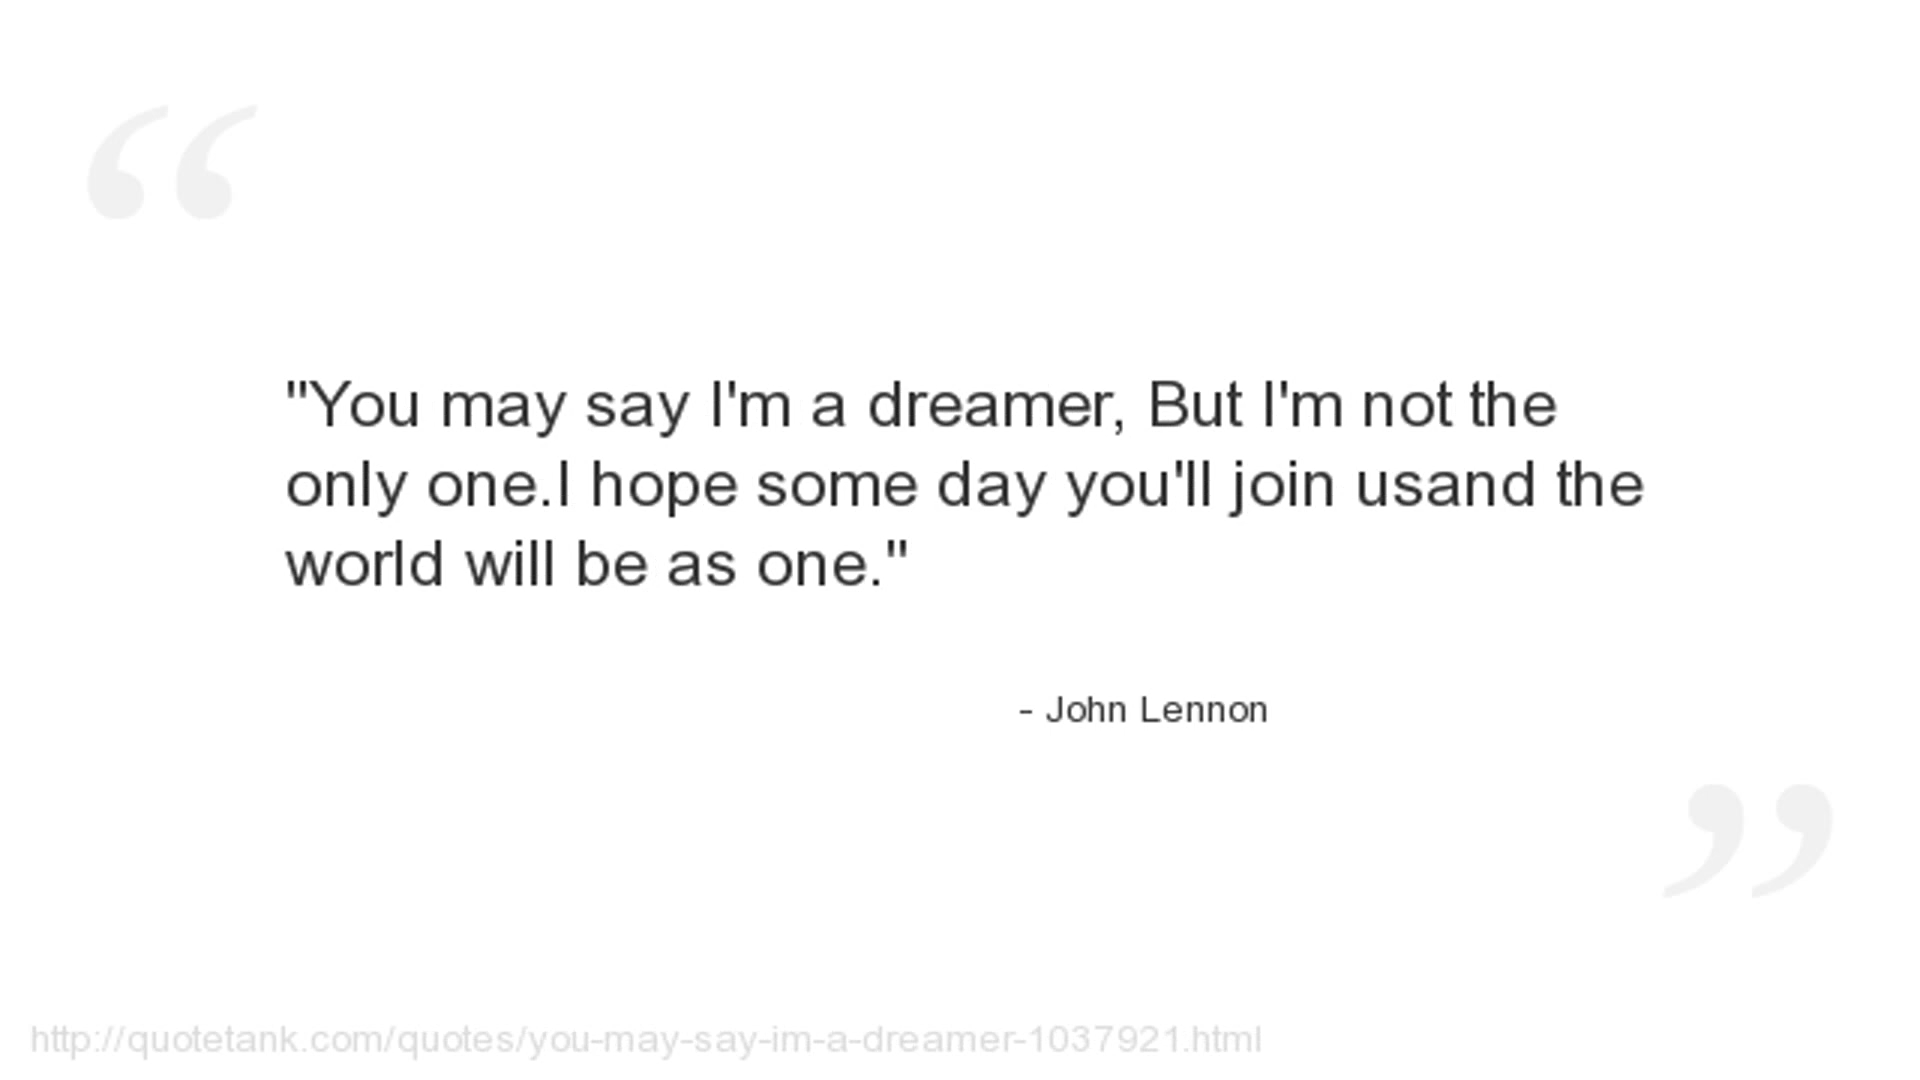 "You may say I'm a dreamer, But I'm not the
only one.I hope some day you'll join usand the
world will be as one."
- John Lennon
http://quotetank.com/quotes/you-may-say-im-a-dreamer-1037921.html